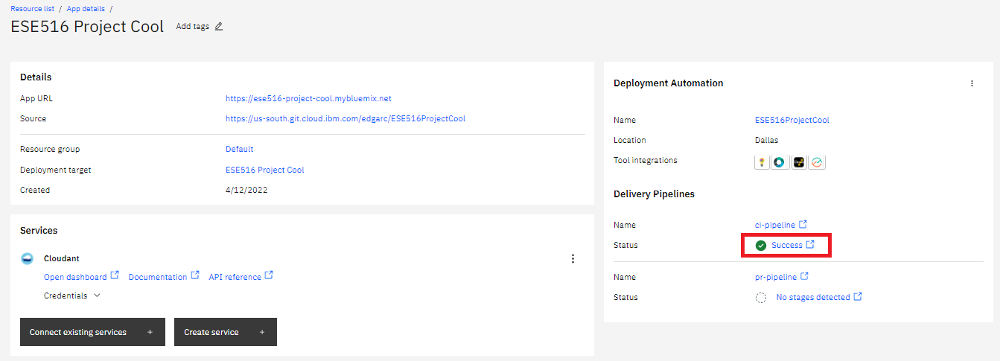 Resource list / App details /
ESE516 Project Cool Add tags
Details
App URL https://ese516-project-cool.mybluemix.net
Source https://us-south.git.cloud.ibm.com/edgarc/ESE516ProjectCool
Resource group Default
Deployment target ESE516 Project Cool
Created 4/12/2022
Services
Cloudant
Open dashboard Documentation API reference
Credentials
Connect existing services +
Create service +
Deployment Automation
Name ESE516ProjectCool
Location Dallas
Tool integrations
Delivery Pipelines
Name ci-pipeline
Status Success
Name pr-pipeline
Status No stages detected